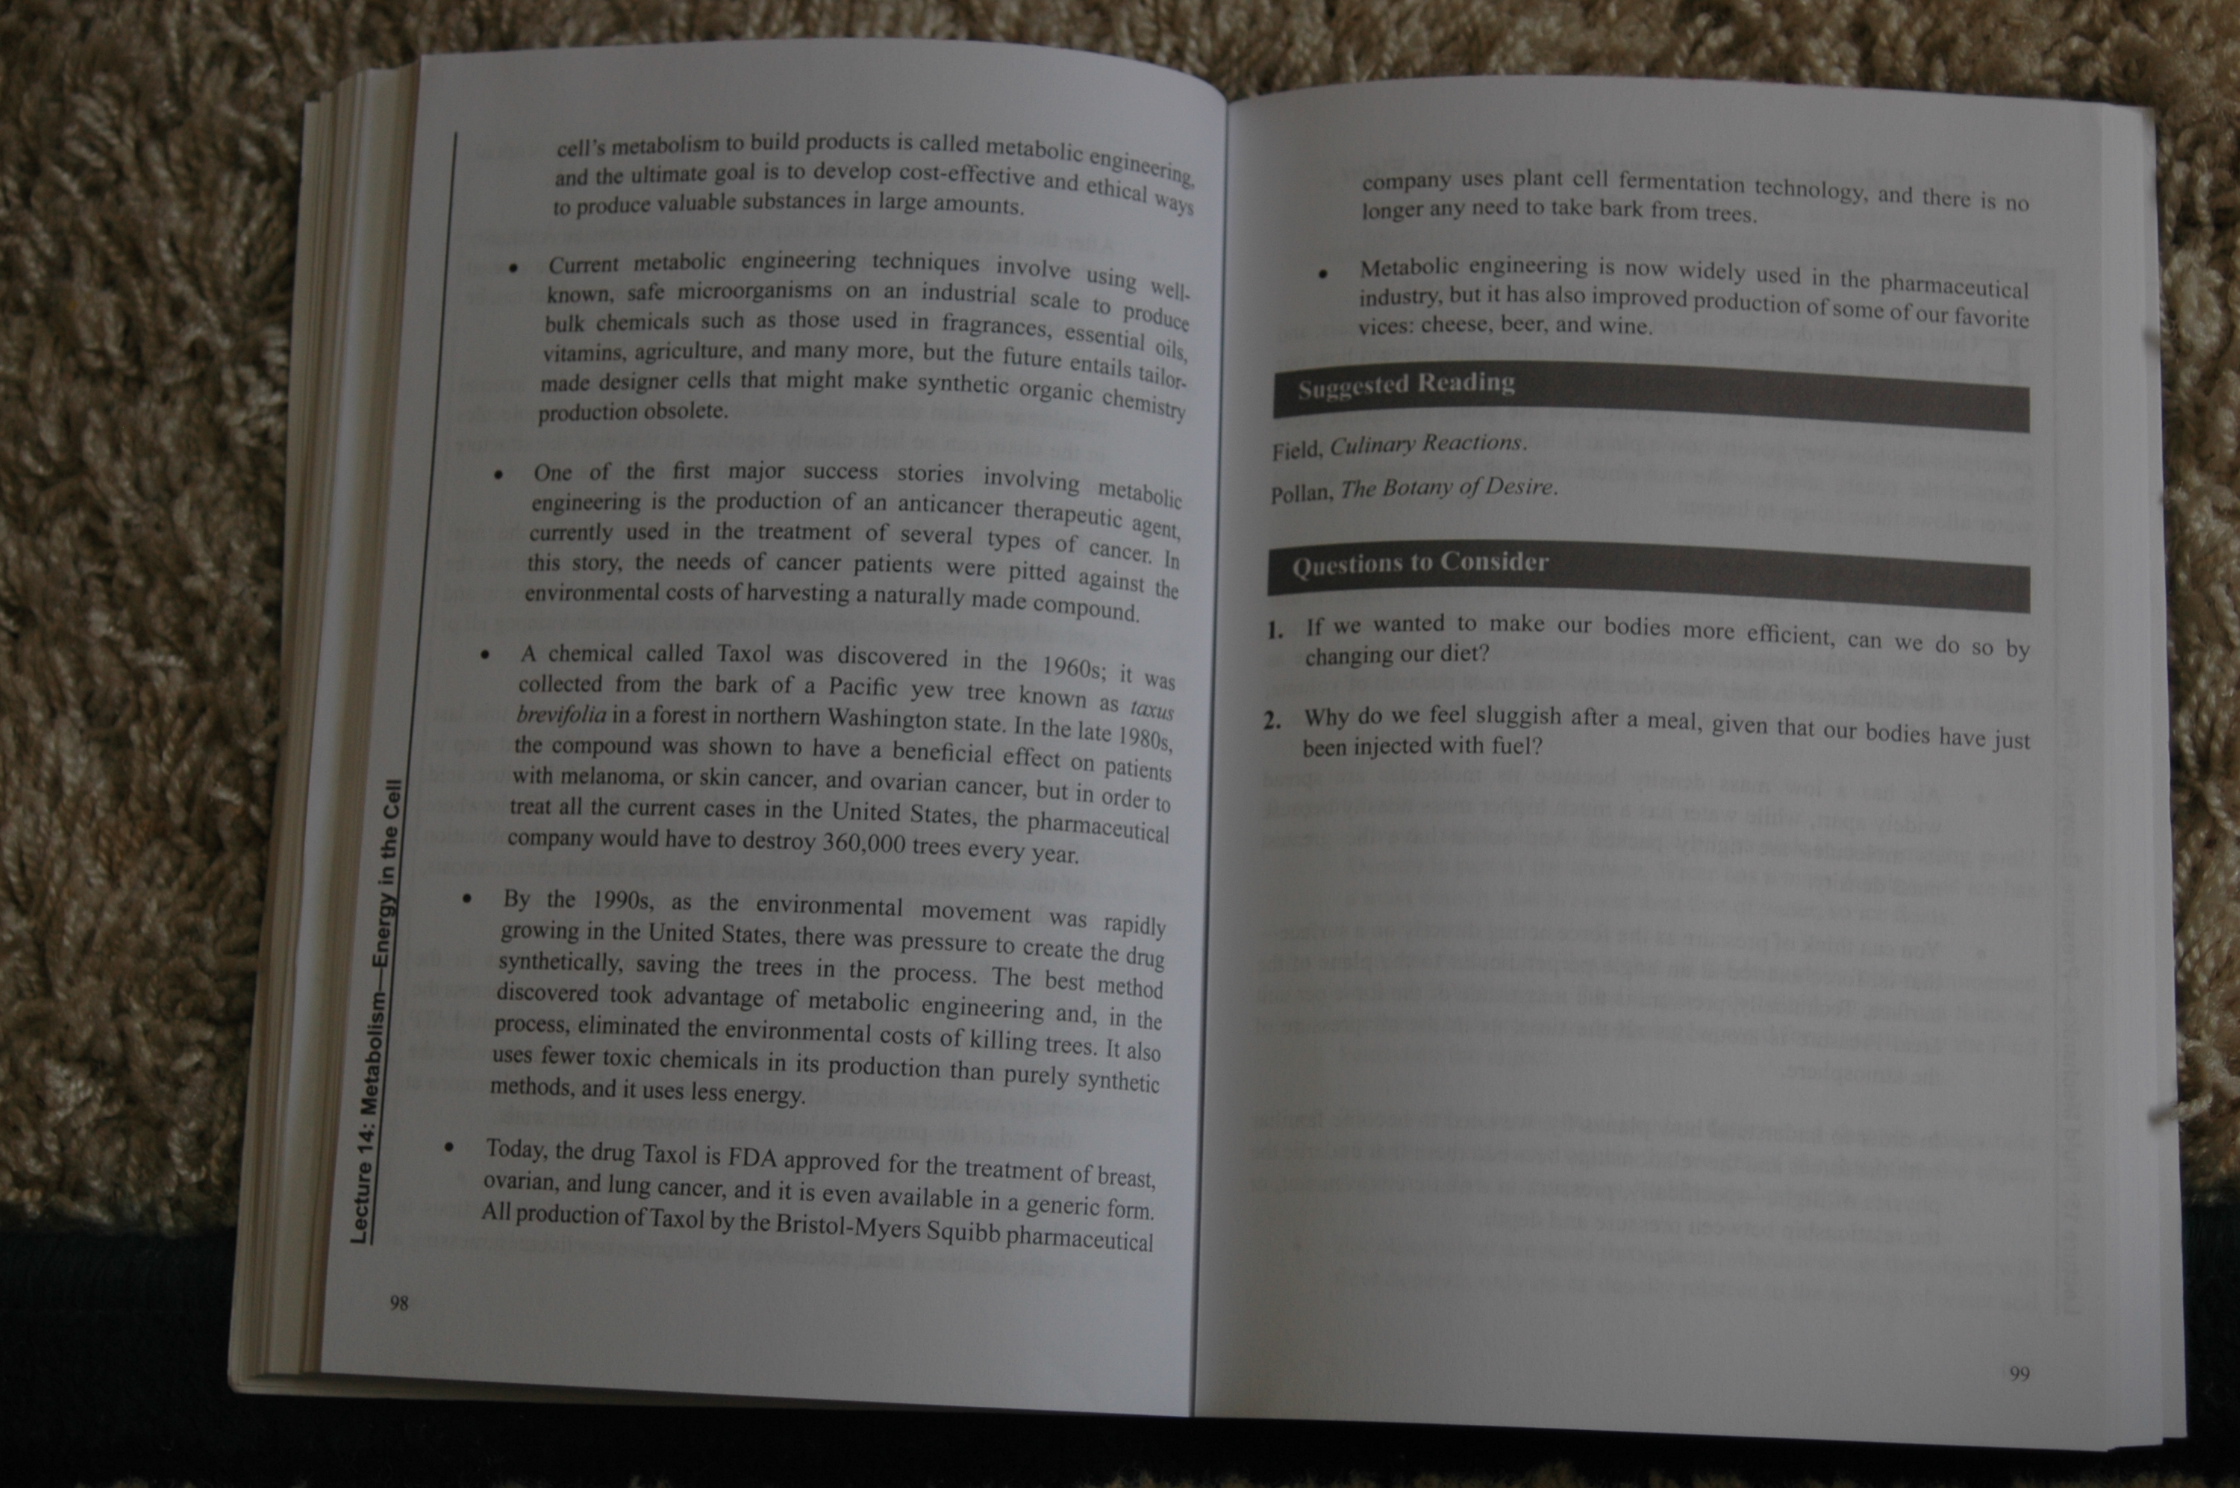 cell's metabolism to build products is called metabolic engineering,
and the ultimate goal is to develop cost-effective and ethical ways
to produce valuable substances in large amounts.
• Current metabolic engineering techniques involve using well-
known, safe microorganisms on an industrial scale to produce
bulk chemicals such as those used in fragrances, essential oils,
vitamins, agriculture, and many more, but the future entails tailor-
made designer cells that might make synthetic organic chemistry
production obsolete.
• One of the first major success stories involving metabolic
engineering is the production of an anticancer therapeutic agent,
currently used in the treatment of several types of cancer. In
this story, the needs of cancer patients were pitted against the
environmental costs of harvesting a naturally made compound.
• A chemical called Taxol was discovered in the 1960s; it was
collected from the bark of a Pacific yew tree known as taxus
brevifolia in a forest in northern Washington state. In the late 1980s,
the compound was shown to have a beneficial effect on patients
with melanoma, or skin cancer, and ovarian cancer, but in order to
treat all the current cases in the United States, the pharmaceutical
company would have to destroy 360,000 trees every year.
• By the 1990s, as the environmental movement was rapidly
growing in the United States, there was pressure to create the drug
synthetically, saving the trees in the process. The best method
discovered took advantage of metabolic engineering and, in the
process, eliminated the environmental costs of killing trees. It also
uses fewer toxic chemicals in its production than purely synthetic
methods, and it uses less energy.
• Today, the drug Taxol is FDA approved for the treatment of breast,
ovarian, and lung cancer, and it is even available in a generic form.
All production of Taxol by the Bristol-Myers Squibb pharmaceutical
Lecture 14: Metabolism—Energy in the Cell
98
company uses plant cell fermentation technology, and there is no
longer any need to take bark from trees.
• Metabolic engineering is now widely used in the pharmaceutical
industry, but it has also improved production of some of our favorite
vices: cheese, beer, and wine.
Suggested Reading
Field, Culinary Reactions.
Pollan, The Botany of Desire.
Questions to Consider
1. If we wanted to make our bodies more efficient, can we do so by
changing our diet?
2. Why do we feel sluggish after a meal, given that our bodies have just
been injected with fuel?
99